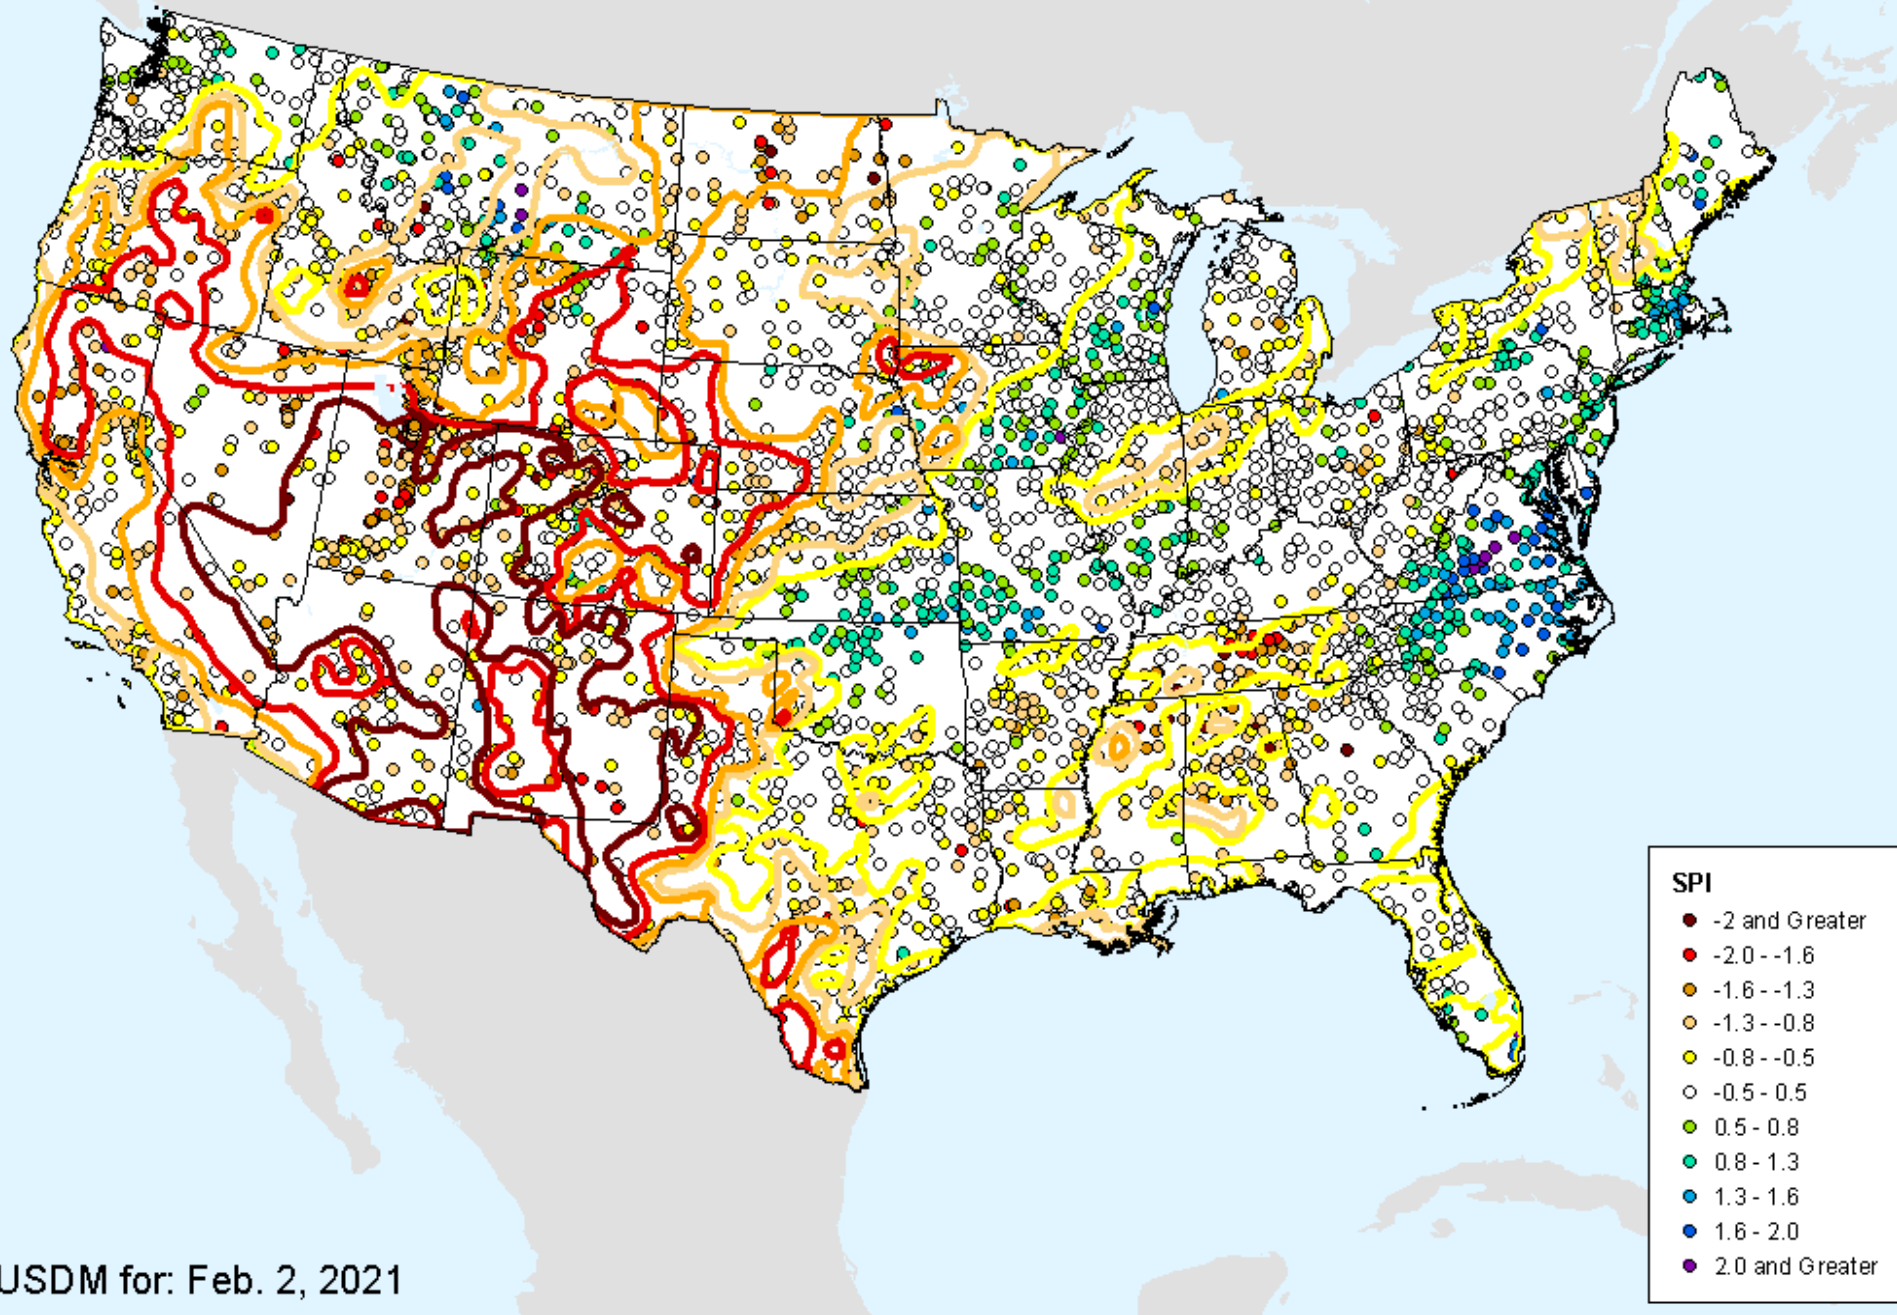 SPI
-2 and Greater
-2.0 - -1.6
-1.6 - -1.3
-1.3 - -0.8
-0.8 - -0.5
-0.5 - 0.5
0.5 - 0.8
0.8 - 1.3
1.3 - 1.6
1.6 - 2.0
2.0 and Greater
USDM for: Feb. 2, 2021